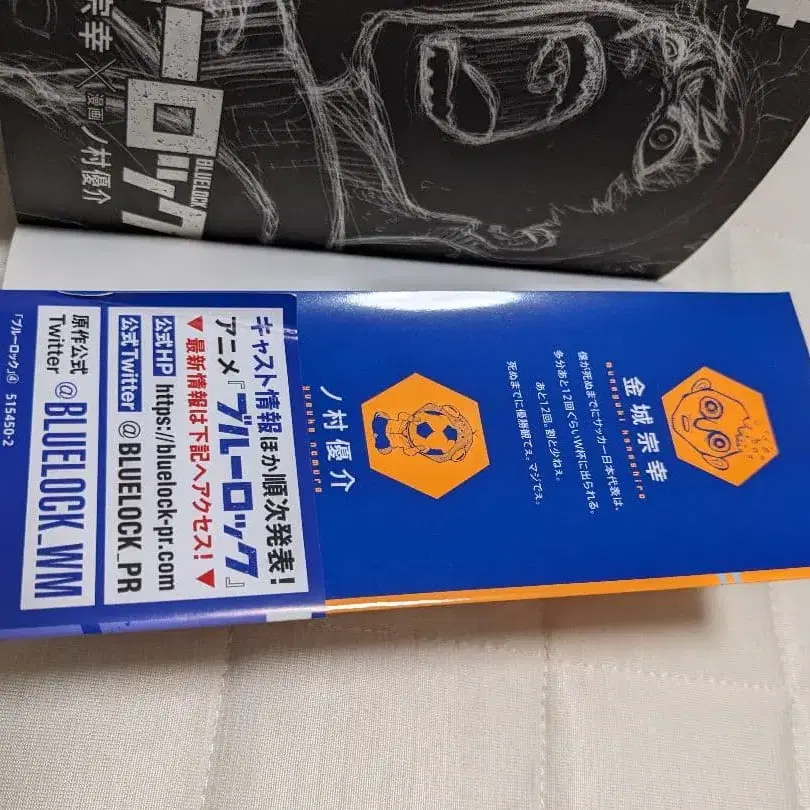 ーロック
BLUELOCK
宗幸×漫画ノ村優介
金城宗幸
muneyuki kaneshiro
僕が死ぬまでにサッカー日本代表は、
多分あと12回ぐらいW杯に出られる。
あと12回。割と少ねぇ。
死ぬまでに優勝観てぇ。マジでぇ。
ノ村優介
yusuke nomura
キャスト情報ほか順次発表!
アニメ『ブルーロック』
▼最新情報は下記へアクセス!▼
公式HP https://bluelock-pr.com
公式Twitter @BLUELOCK_PR
原作公式
Twitter @BLUELOCK_WM
「ブルーロック」④ 515450-2